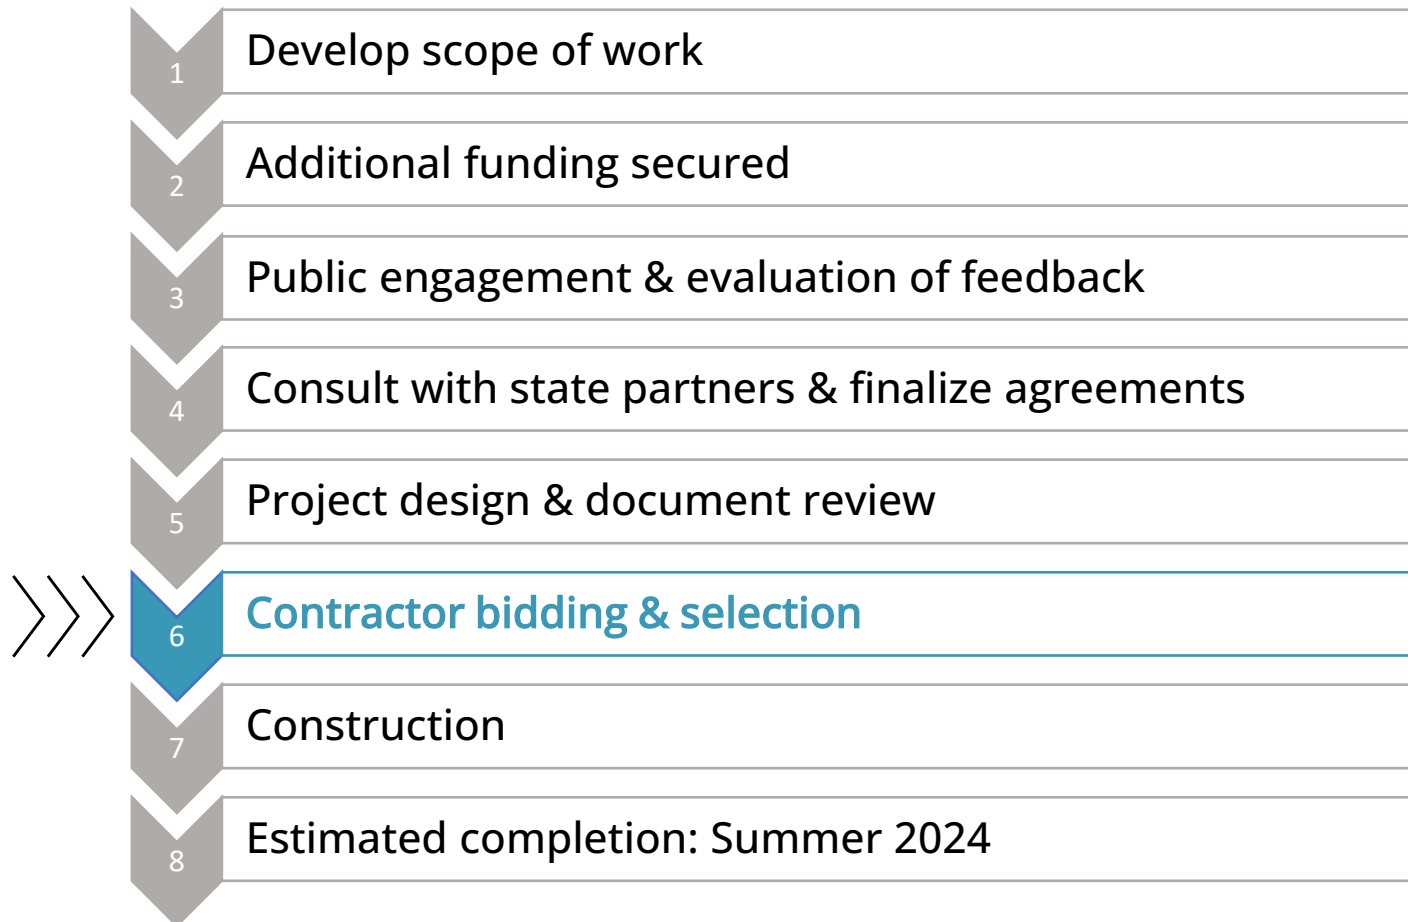 1 Develop scope of work
2 Additional funding secured
3 Public engagement & evaluation of feedback
4 Consult with state partners & finalize agreements
5 Project design & document review
6 Contractor bidding & selection
7 Construction
8 Estimated completion: Summer 2024